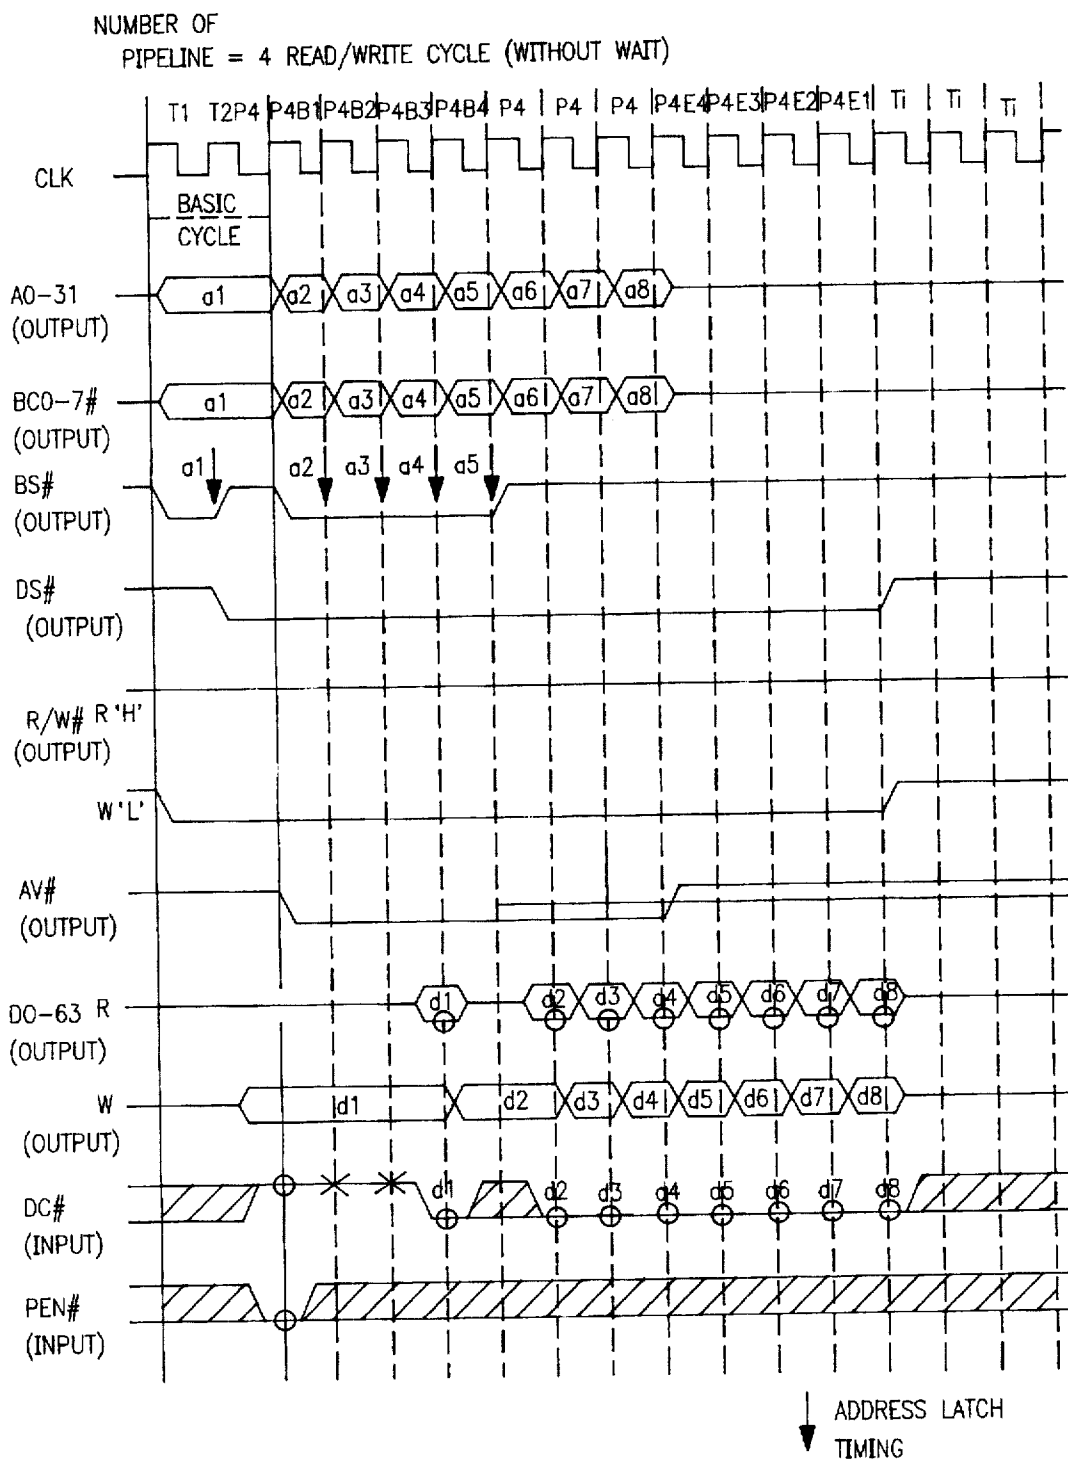 NUMBER OF
PIPELINE = 4 READ/WRITE CYCLE (WITHOUT WAIT)
T1 T2P4 P4B1 P4B2 P4B3 P4B4 P4 P4 P4 P4E4 P4E3 P4E2 P4E1 Ti Ti Ti
CLK
BASIC
CYCLE
A0-31 a1 a2 a3 a4 a5 a6 a7 a8
(OUTPUT)
BC0-7# a1 a2 a3 a4 a5 a6 a7 a8
(OUTPUT)
a1 a2 a3 a4 a5
BS#
(OUTPUT)
DS#
(OUTPUT)
R/W# R 'H'
(OUTPUT)
W 'L'
AV#
(OUTPUT)
D0-63 R d1 d2 d3 d4 d5 d6 d7 d8
(OUTPUT)
W d1 d2 d3 d4 d5 d6 d7 d8
(OUTPUT)
d1 d2 d3 d4 d5 d6 d7 d8
DC#
(INPUT)
PEN#
(INPUT)
ADDRESS LATCH
TIMING